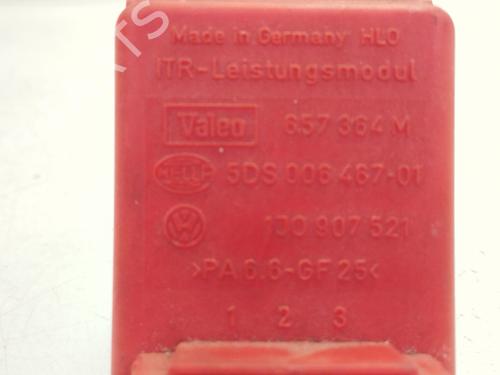 Made in Germany HLO
ITR-Leistungsmodul
Valeo 657 364 M
HELLA 5DS 006 467-01
VW 1J0 907 521
>PA 6.6-GF 25<
1 2 3